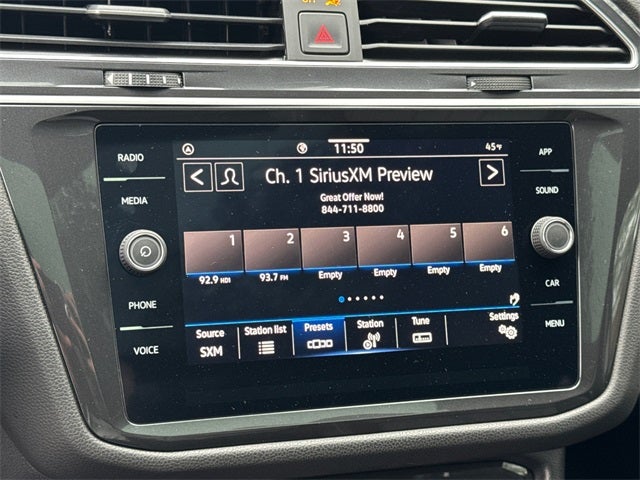 OFF
RADIO
MEDIA
PHONE
VOICE
11:50
45°F
Ch. 1 SiriusXM Preview
Great Offer Now!
844-711-8800
1 2 3 4 5 6
92.9 HD1 93.7 FM Empty Empty Empty Empty
Source Station list Presets Station Tune Settings
SXM
APP
SOUND
CAR
MENU